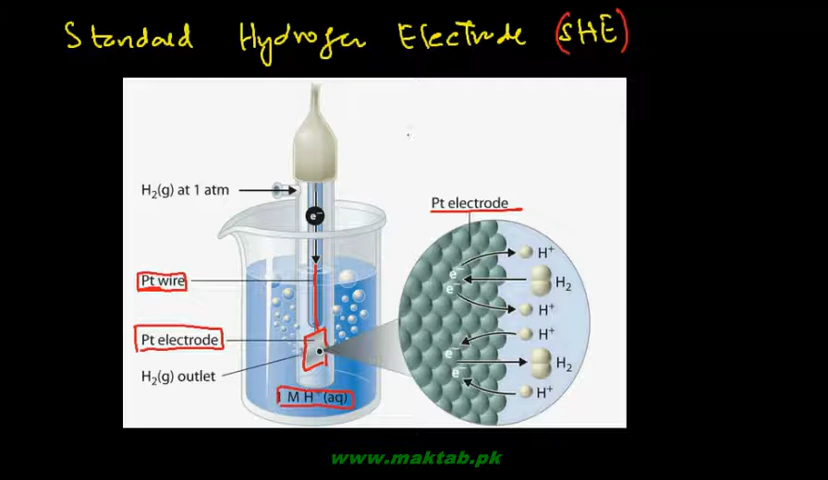 Standard Hydrogen Electrode (SHE)
H₂(g) at 1 atm
e⁻
Pt electrode
Pt wire
Pt electrode
H₂(g) outlet
1 M H⁺(aq)
H⁺
e⁻
H₂
e⁻
H⁺
H⁺
e⁻
H₂
e⁻
H⁺
www.maktab.pk